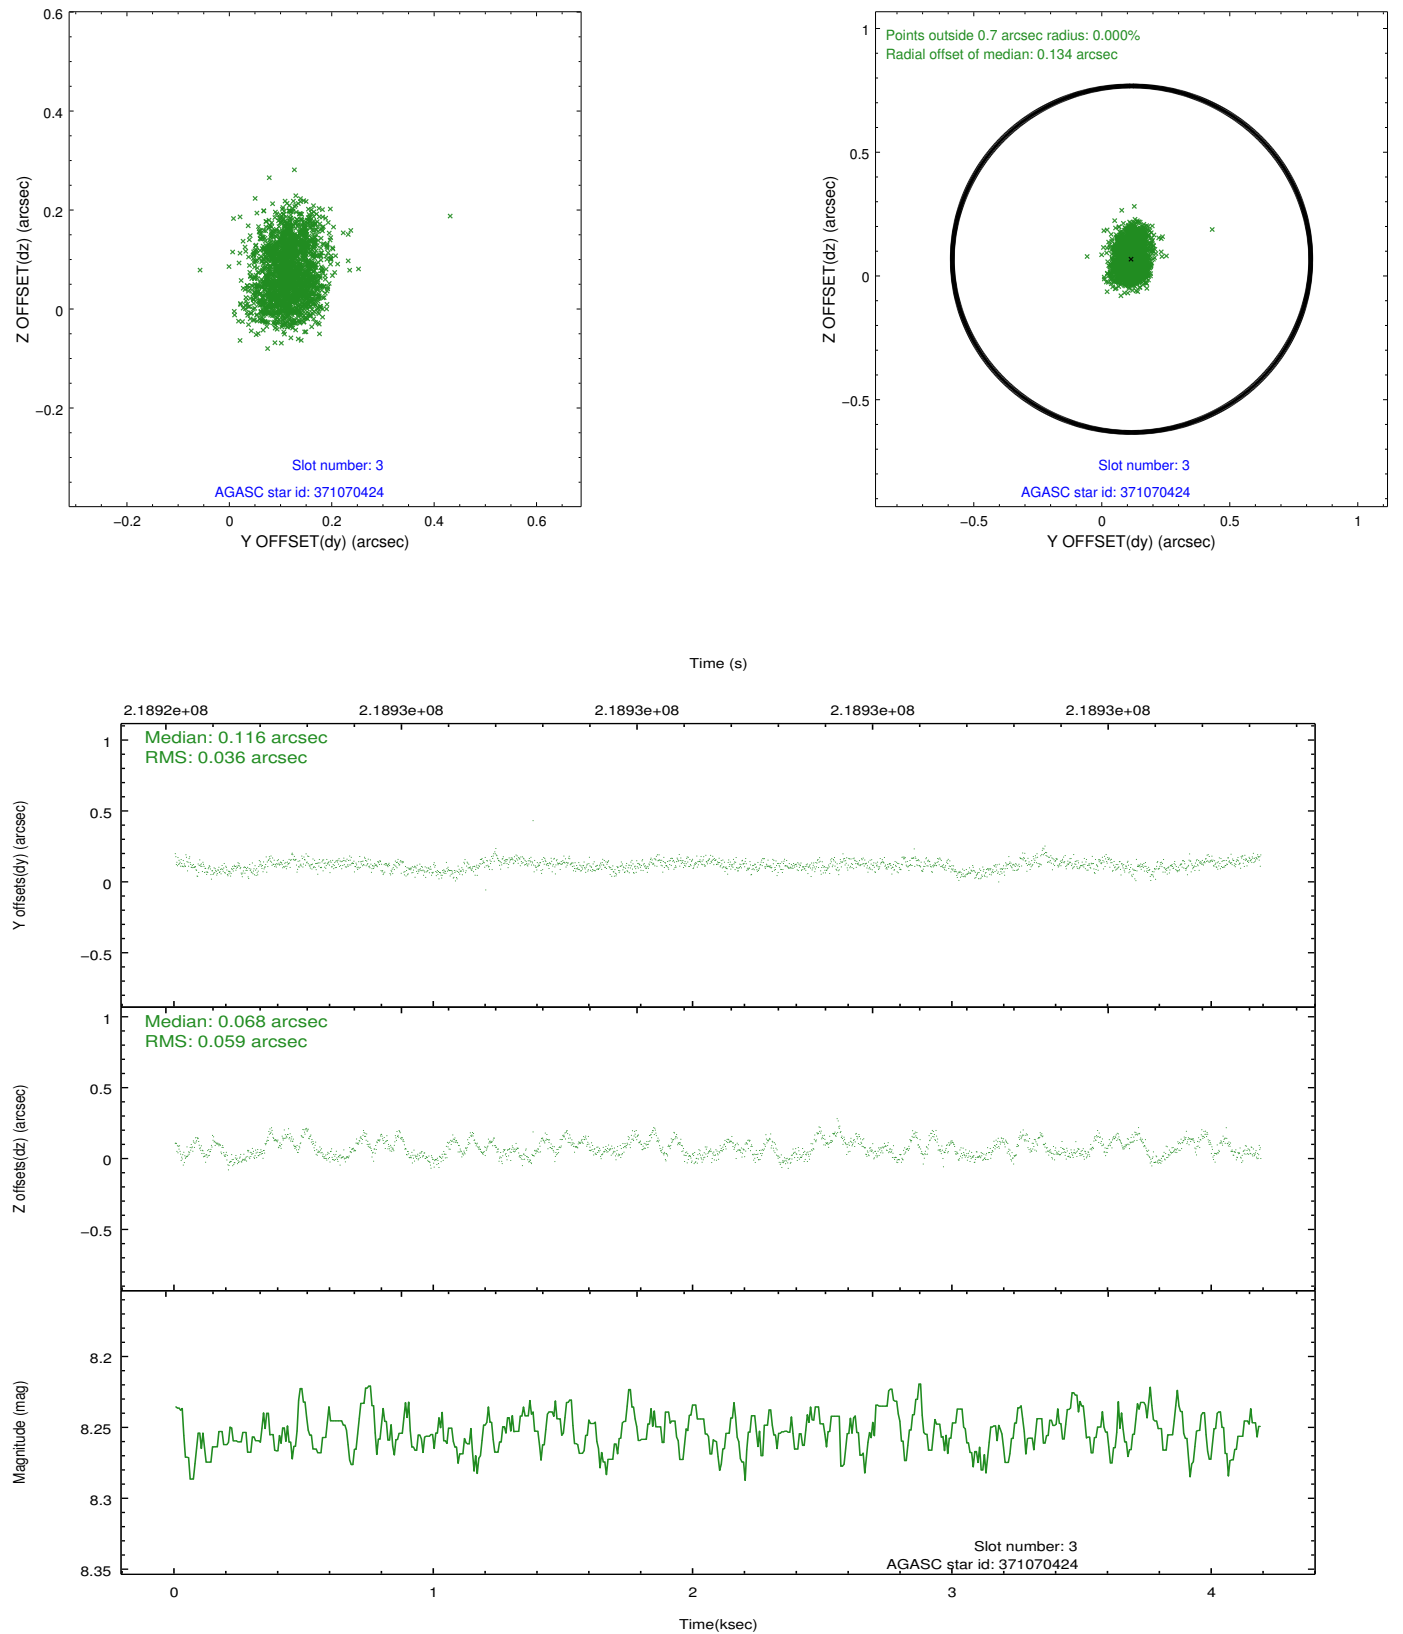 0.6
0.4
0.2
0
−0.2
Z OFFSET(dz) (arcsec)
Slot number: 3
AGASC star id: 371070424
−0.2 0 0.2 0.4 0.6
Y OFFSET(dy) (arcsec)
Points outside 0.7 arcsec radius: 0.000%
Radial offset of median: 0.134 arcsec
1
0.5
0
−0.5
Z OFFSET(dz) (arcsec)
Slot number: 3
AGASC star id: 371070424
−0.5 0 0.5 1
Y OFFSET(dy) (arcsec)
Time (s)
2.1892e+08 2.1893e+08 2.1893e+08 2.1893e+08 2.1893e+08
Median: 0.116 arcsec
RMS: 0.036 arcsec
1
0.5
0
−0.5
Y offsets(dy) (arcsec)
Median: 0.068 arcsec
RMS: 0.059 arcsec
1
0.5
0
−0.5
Z offsets(dz) (arcsec)
8.2
8.25
8.3
8.35
Magnitude (mag)
Slot number: 3
AGASC star id: 371070424
0 1 2 3 4
Time(ksec)